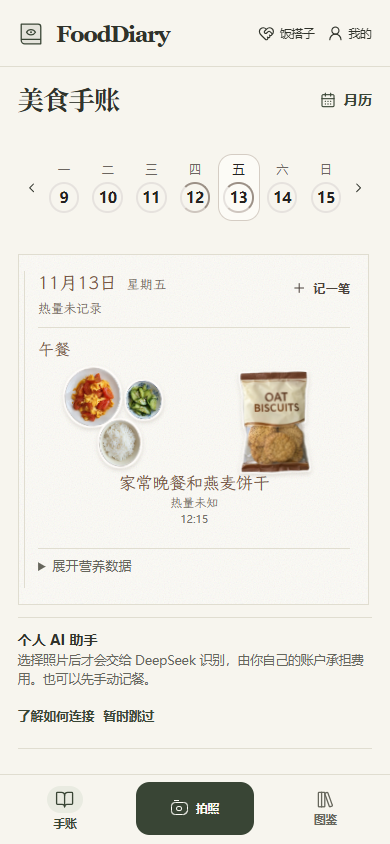 FoodDiary
饭搭子
我的
美食手账
月历
一 二 三 四 五 六 日
9 10 11 12 13 14 15
11月13日 星期五
记一笔
热量未记录
午餐
OAT
BISCUITS
家常晚餐和燕麦饼干
热量未知
12:15
展开营养数据
个人 AI 助手
选择照片后才会交给 DeepSeek 识别，由你自己的账户承担费
用。也可以先手动记餐。
了解如何连接 暂时跳过
手账
拍照
图鉴